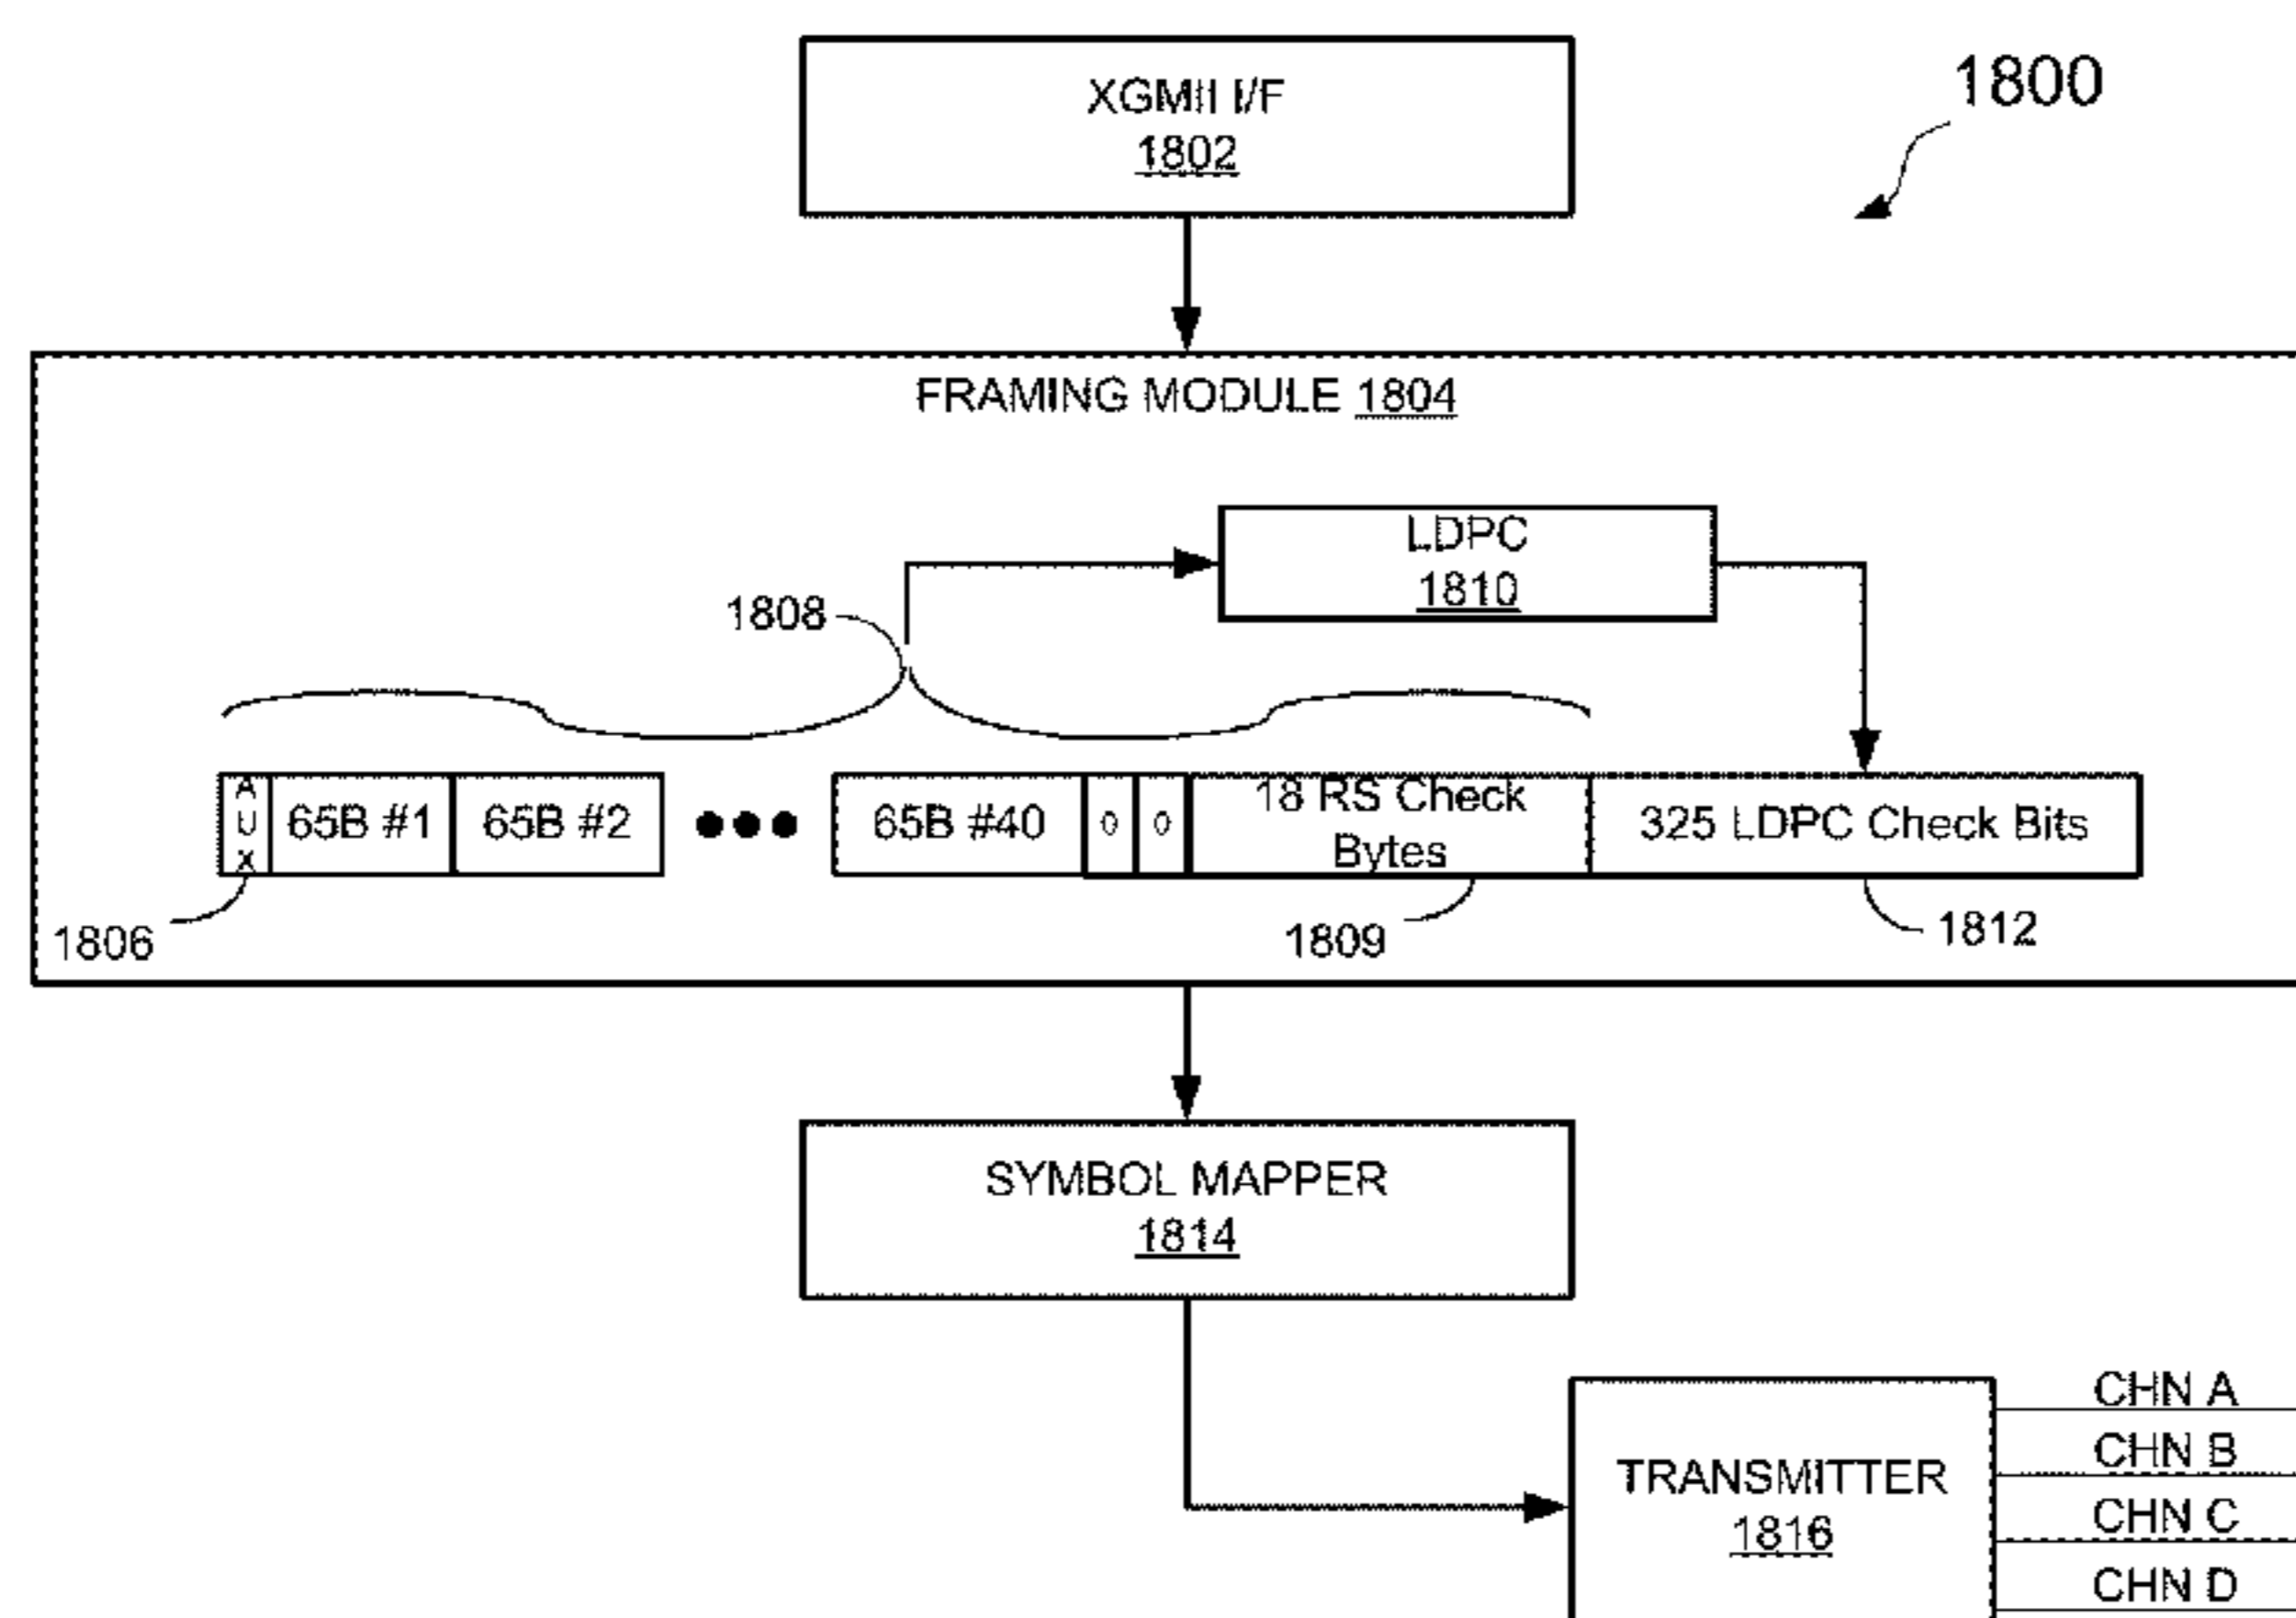 XGMII I/F
1802
1800
FRAMING MODULE 1804
LDPC
1810
1808
AUX
65B #1
65B #2
65B #40
0
0
18 RS Check
Bytes
325 LDPC Check Bits
1806
1809
1812
SYMBOL MAPPER
1814
TRANSMITTER
1816
CHN A
CHN B
CHN C
CHN D